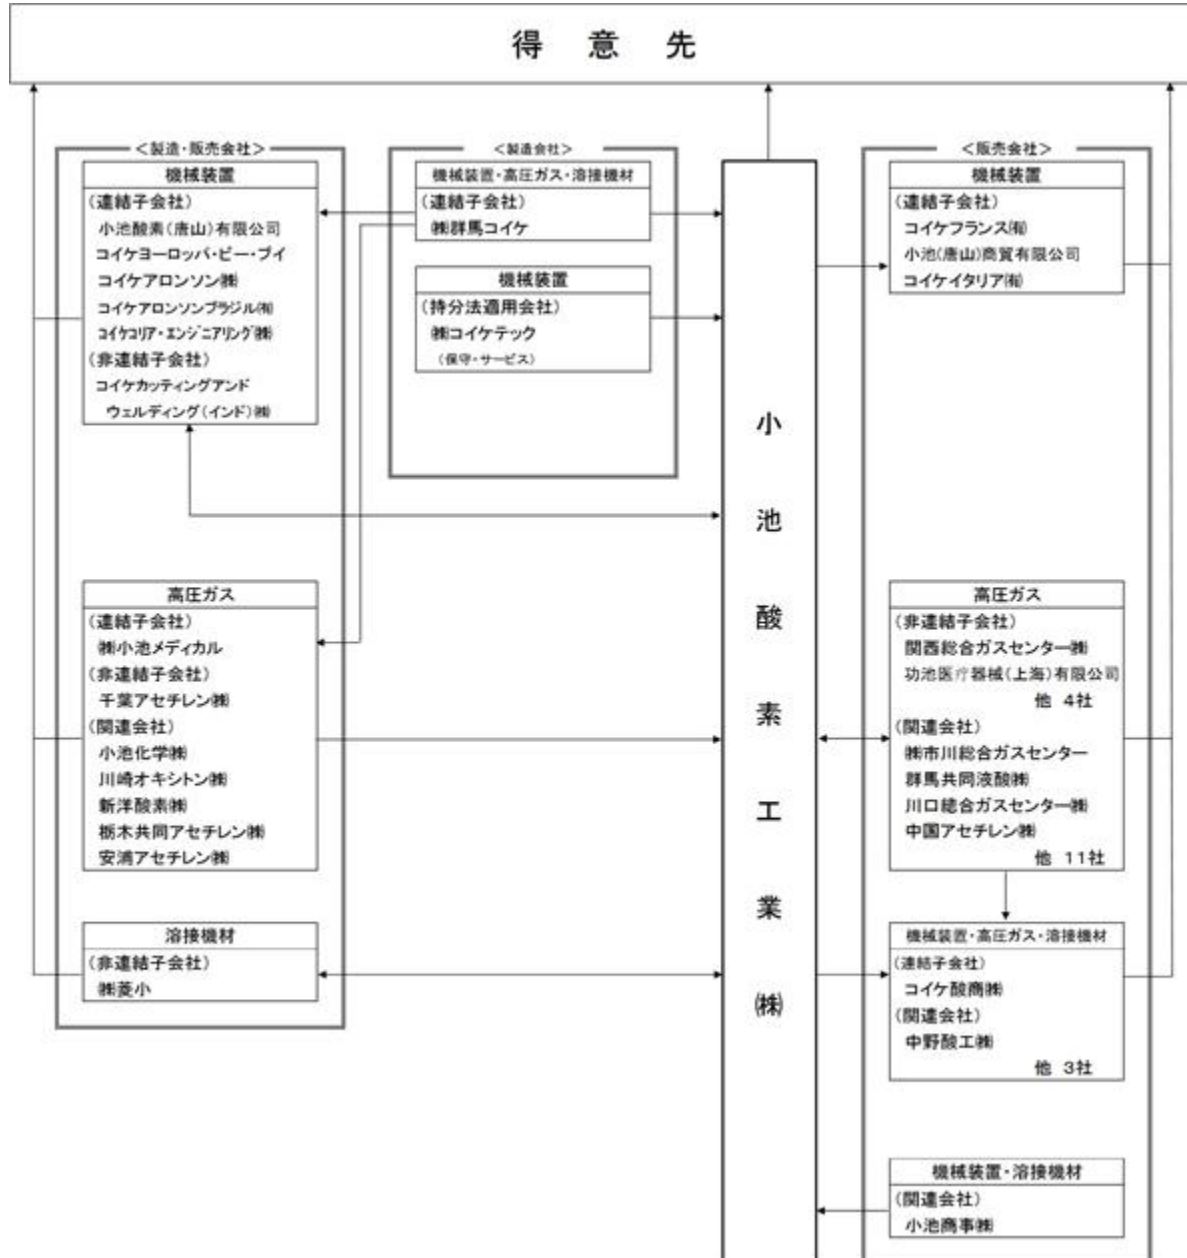 得意先
＜製造・販売会社＞
機械装置
（連結子会社）
小池酸素（唐山）有限公司
コイケヨーロッパ・ビー・ブイ
コイケアロンソン㈱
コイケアロンソンブラジル㈲
コイケコリア・エンジニアリング㈱
（非連結子会社）
コイケカッティングアンド
ウェルディング（インド）㈱
高圧ガス
（連結子会社）
㈱小池メディカル
（非連結子会社）
千葉アセチレン㈱
（関連会社）
小池化学㈱
川崎オキシトン㈱
新洋酸素㈱
栃木共同アセチレン㈱
安浦アセチレン㈱
溶接機材
（非連結子会社）
㈱菱小
＜製造会社＞
機械装置・高圧ガス・溶接機材
（連結子会社）
㈱群馬コイケ
機械装置
（持分法適用会社）
㈱コイケテック
（保守・サービス）
小池酸素工業㈱
＜販売会社＞
機械装置
（連結子会社）
コイケフランス㈲
小池（唐山）商貿有限公司
コイケイタリア㈲
高圧ガス
（非連結子会社）
関西総合ガスセンター㈱
功池医疗器械（上海）有限公司
他 4社
（関連会社）
㈱市川総合ガスセンター
群馬共同液酸㈱
川口総合ガスセンター㈱
中国アセチレン㈱
他 11社
機械装置・高圧ガス・溶接機材
（連結子会社）
コイケ酸商㈱
（関連会社）
中野酸工㈱
他 3社
機械装置・溶接機材
（関連会社）
小池商事㈱